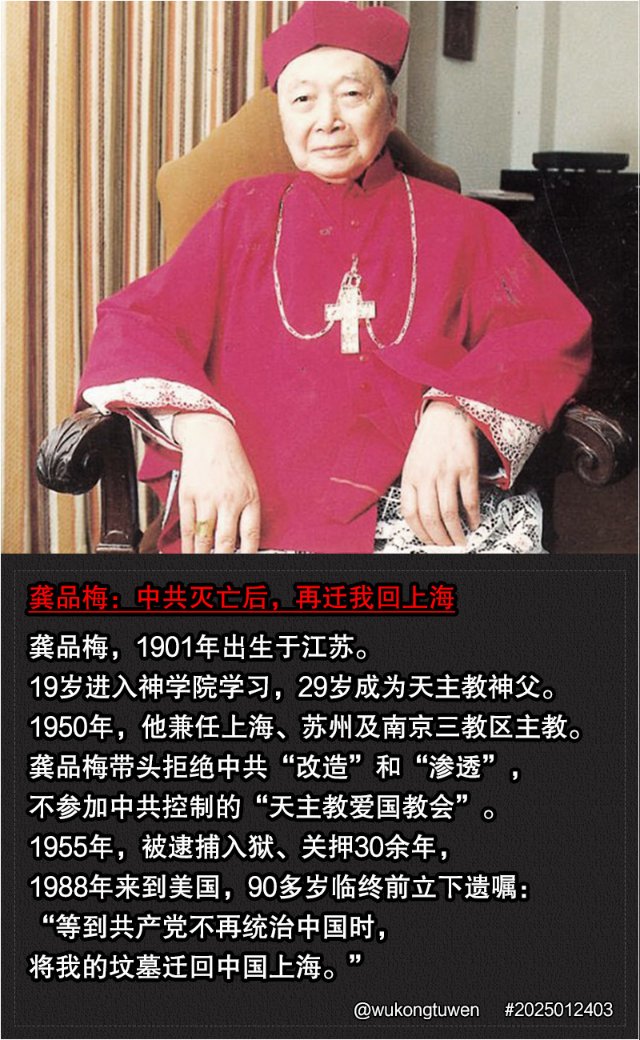 龚品梅：中共灭亡后，再迁我回上海
龚品梅，1901年出生于江苏。
19岁进入神学院学习，29岁成为天主教神父。
1950年，他兼任上海、苏州及南京三教区主教。
龚品梅带头拒绝中共“改造”和“渗透”，
不参加中共控制的“天主教爱国教会”。
1955年，被逮捕入狱、关押30余年，
1988年来到美国，90多岁临终前立下遗嘱：
“等到共产党不再统治中国时，
将我的坟墓迁回中国上海。”
@wukongtuwen #2025012403